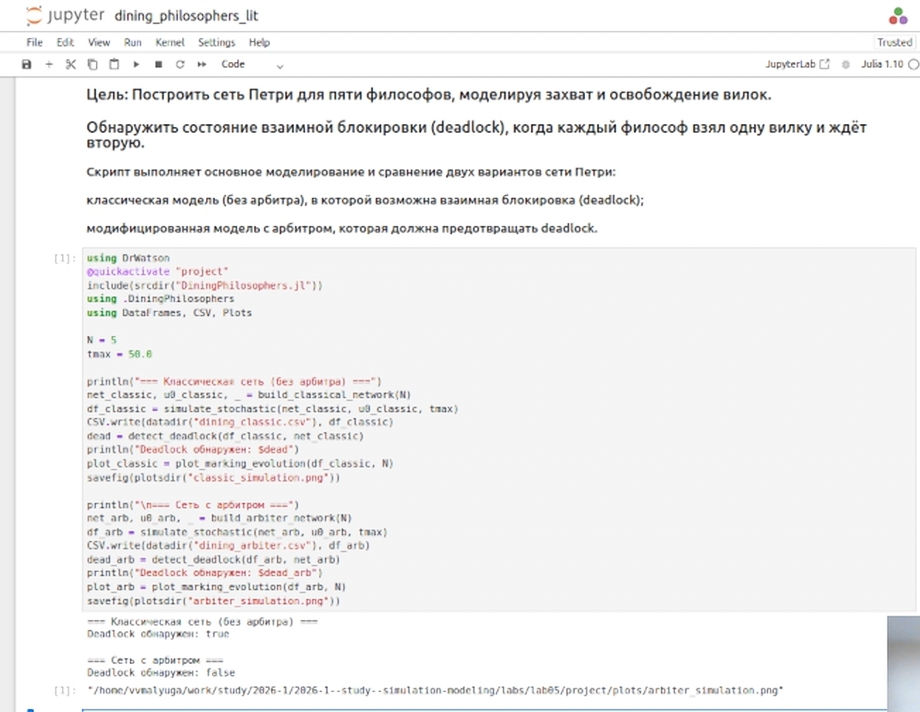 jupyter dining_philosophers_lit
File Edit View Run Kernel Settings Help Trusted
Code JupyterLab Julia 1.10
Цель: Построить сеть Петри для пяти философов, моделируя захват и освобождение вилок.
Обнаружить состояние взаимной блокировки (deadlock), когда каждый философ взял одну вилку и ждёт
вторую.
Скрипт выполняет основное моделирование и сравнение двух вариантов сети Петри:
классическая модель (без арбитра), в которой возможна взаимная блокировка (deadlock);
модифицированная модель с арбитром, которая должна предотвращать deadlock.
[1]: using DrWatson
@quickactivate "project"
include(srcdir("DiningPhilosophers.jl"))
using .DiningPhilosophers
using DataFrames, CSV, Plots
N = 5
tmax = 50.0
println("=== Классическая сеть (без арбитра) ===")
net_classic, u0_classic, _ = build_classical_network(N)
df_classic = simulate_stochastic(net_classic, u0_classic, tmax)
CSV.write(datadir("dining_classic.csv"), df_classic)
dead = detect_deadlock(df_classic, net_classic)
println("Deadlock обнаружен: $dead")
plot_classic = plot_marking_evolution(df_classic, N)
savefig(plotsdir("classic_simulation.png"))
println("\n=== Сеть с арбитром ===")
net_arb, u0_arb, _ = build_arbiter_network(N)
df_arb = simulate_stochastic(net_arb, u0_arb, tmax)
CSV.write(datadir("dining_arbiter.csv"), df_arb)
dead_arb = detect_deadlock(df_arb, net_arb)
println("Deadlock обнаружен: $dead_arb")
plot_arb = plot_marking_evolution(df_arb, N)
savefig(plotsdir("arbiter_simulation.png"))
=== Классическая сеть (без арбитра) ===
Deadlock обнаружен: true
=== Сеть с арбитром ===
Deadlock обнаружен: false
[1]: "/home/vvmalyuga/work/study/2026-1/2026-1--study--simulation-modeling/labs/lab05/project/plots/arbiter_simulation.png"